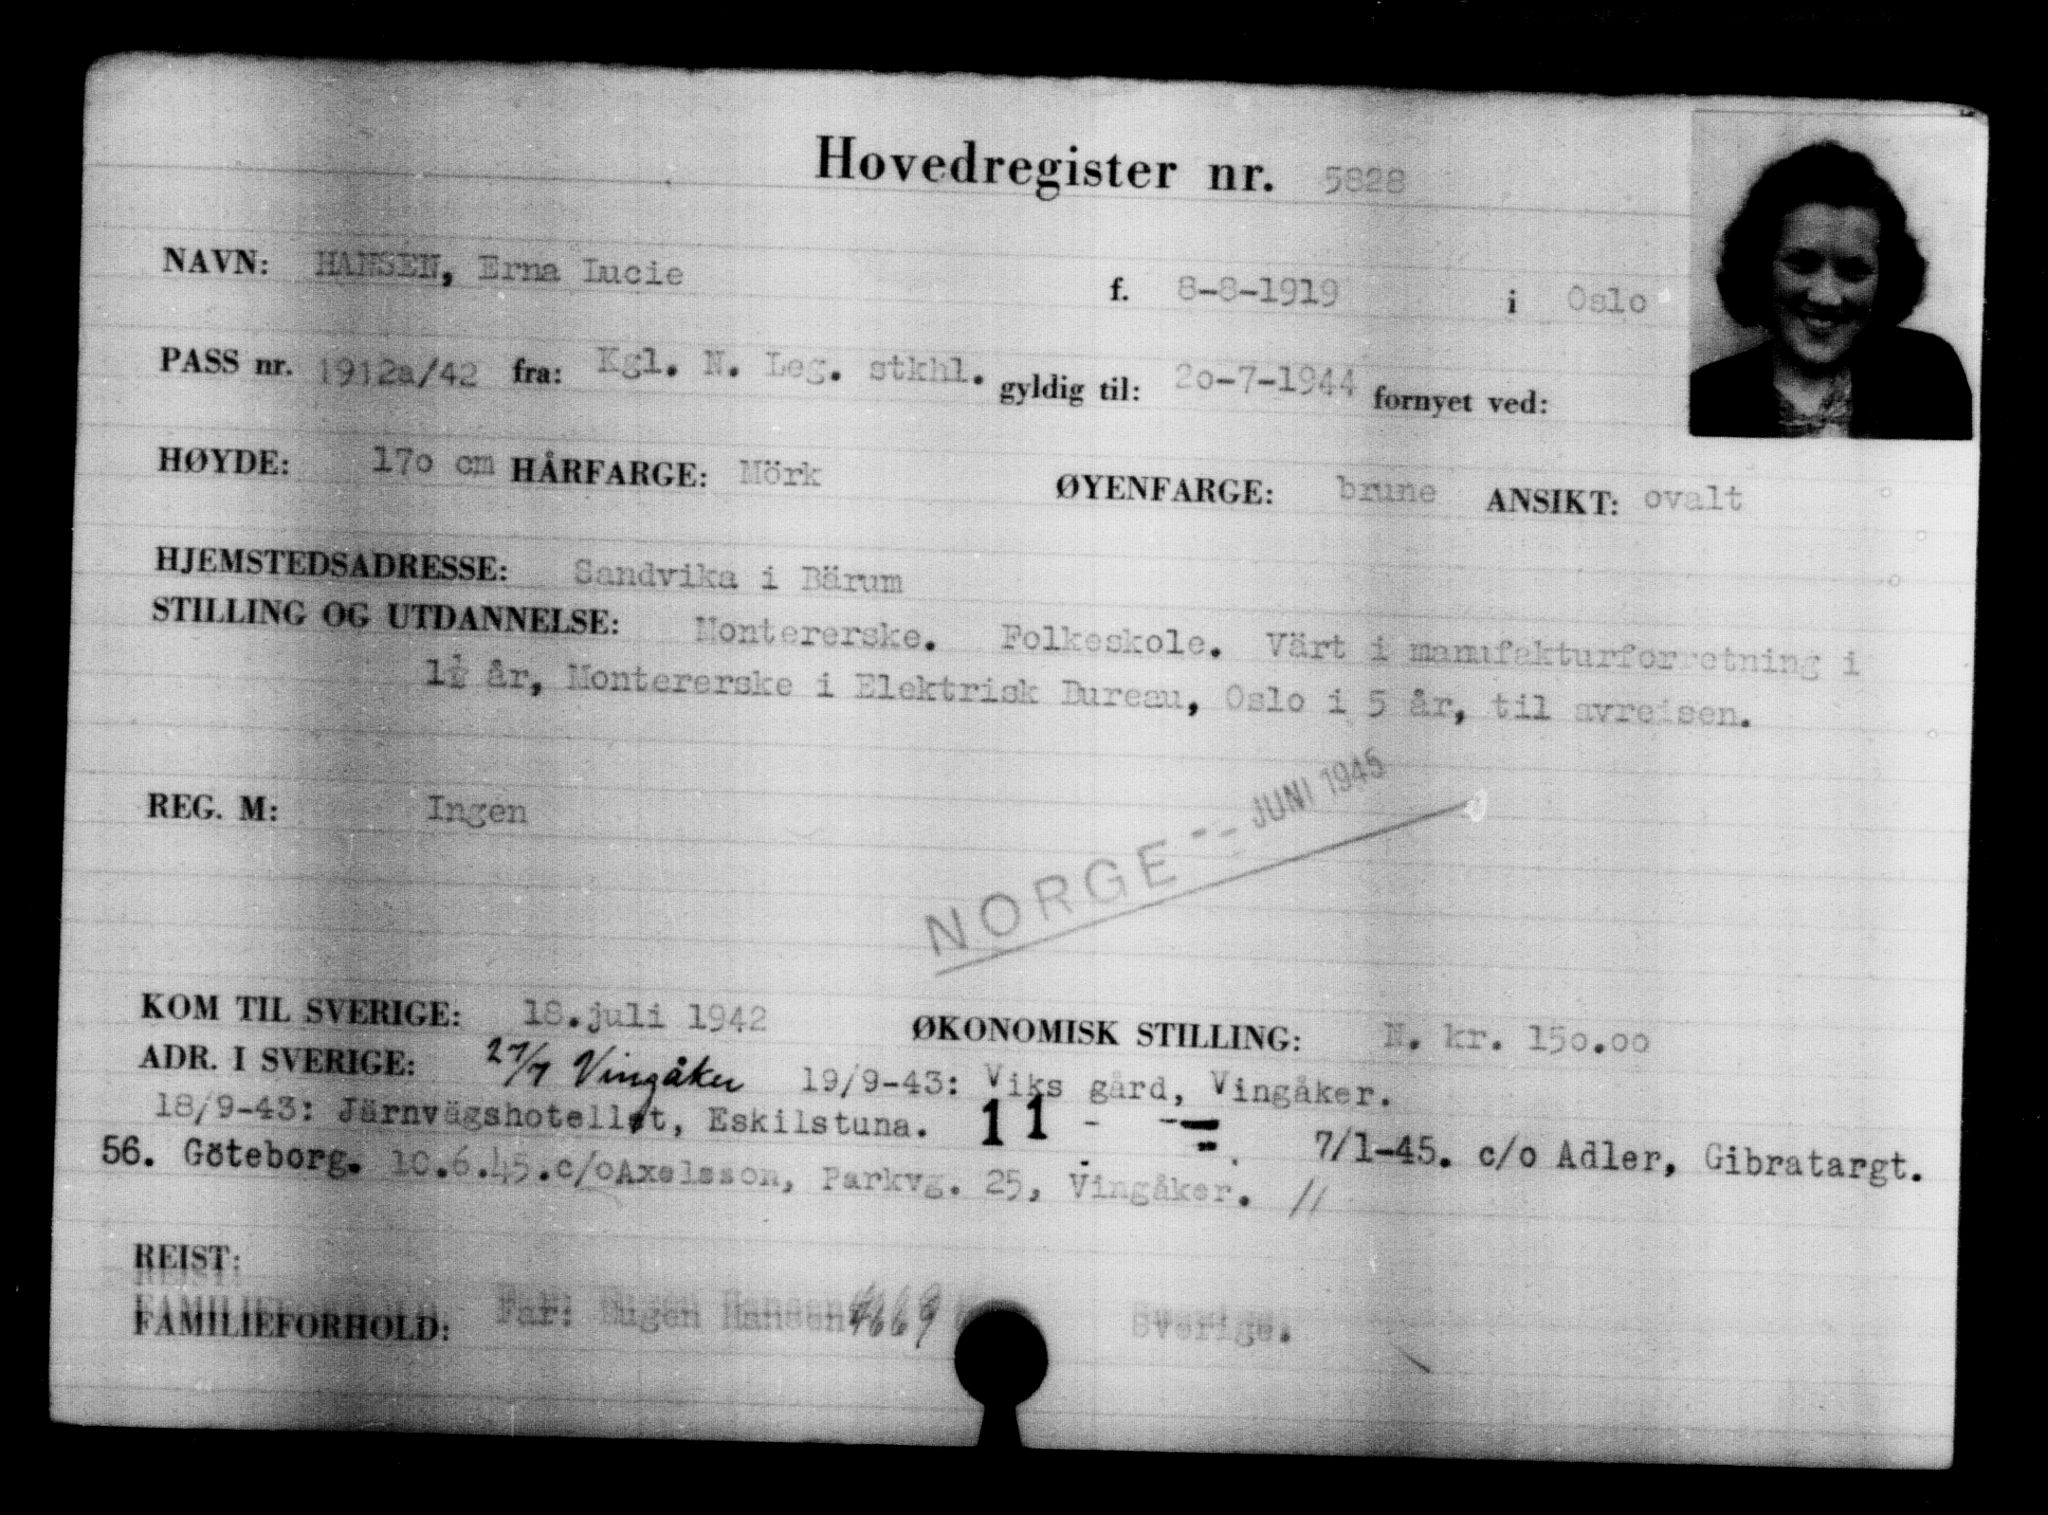 Hovedregister nr. 5828
NAVN: HANSEN, Erna Lucie f. 8-8-1919 i Oslo
PASS nr. 1912a/42 fra: Kgl. N. Leg. stkhl. gyldig til: 2o-7-1944 fornyet ved:
HØYDE: 17o cm HÅRFARGE: Mörk ØYENFARGE: brune ANSIKT: ovalt
HJEMSTEDSADRESSE: Sandvika i Bärum
STILLING OG UTDANNELSE: Montererske. Folkeskole. Värt i manufakturforretning i
1½ år, Montererske i Elektrisk Bureau, Oslo i 5 år, til avreisen.
REG. M: Ingen
NORGE -- JUNI 1945
KOM TIL SVERIGE: 18.juli 1942 ØKONOMISK STILLING: N. kr. 15o.oo
ADR. I SVERIGE: 27/7 Vingåker 19/9-43: Viks gård, Vingåker.
18/9-43: Järnvägshotellet, Eskilstuna. 11 - -=. 7/1-45. c/o Adler, Gibratargt.
56. Göteborg. 10.6.45.c/oAxelsson, Parkvg. 25, Vingåker. //
REIST:
FAMILIEFORHOLD: Far: Eugen Hansen 4669 Sverige.